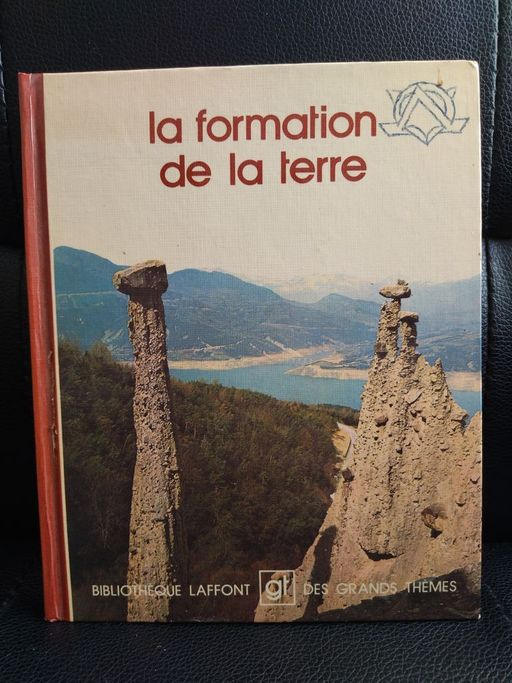 la formation
de la terre
BIBLIOTHÈQUE LAFFONT gt DES GRANDS THÈMES